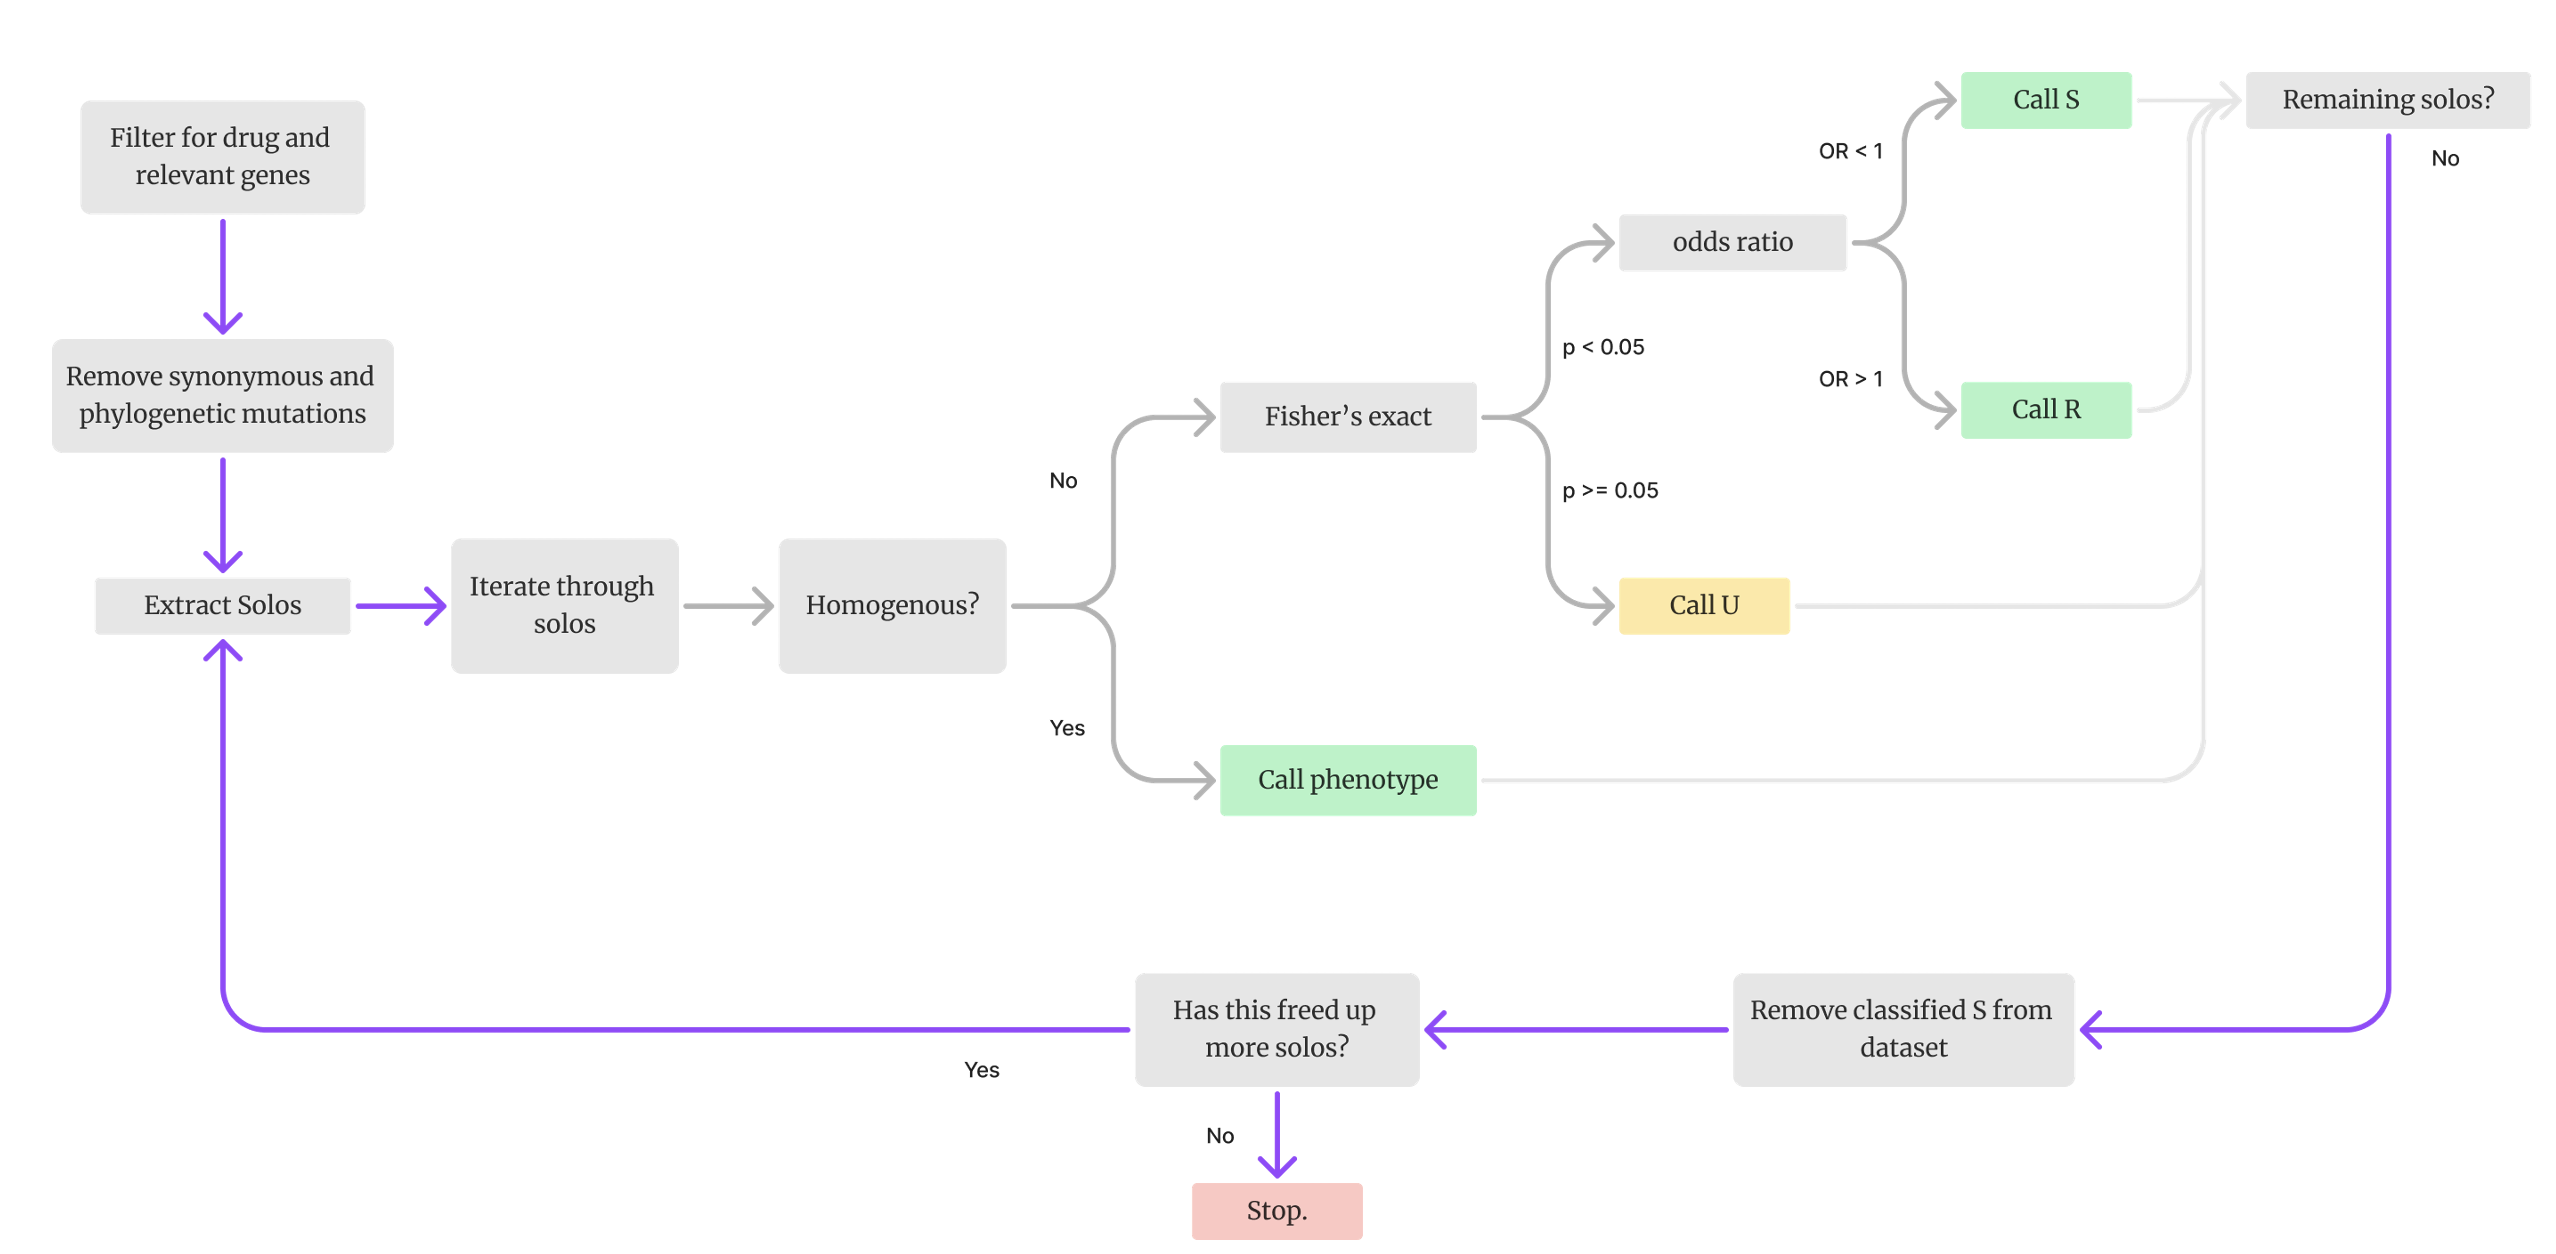 Filter for drug and
relevant genes
Remove synonymous and
phylogenetic mutations
Extract Solos
Iterate through
solos
Homogenous?
No
Yes
Fisher’s exact
Call phenotype
p < 0.05
p >= 0.05
odds ratio
Call U
OR < 1
OR > 1
Call S
Call R
Remaining solos?
No
Remove classified S from
dataset
Has this freed up
more solos?
Yes
No
Stop.